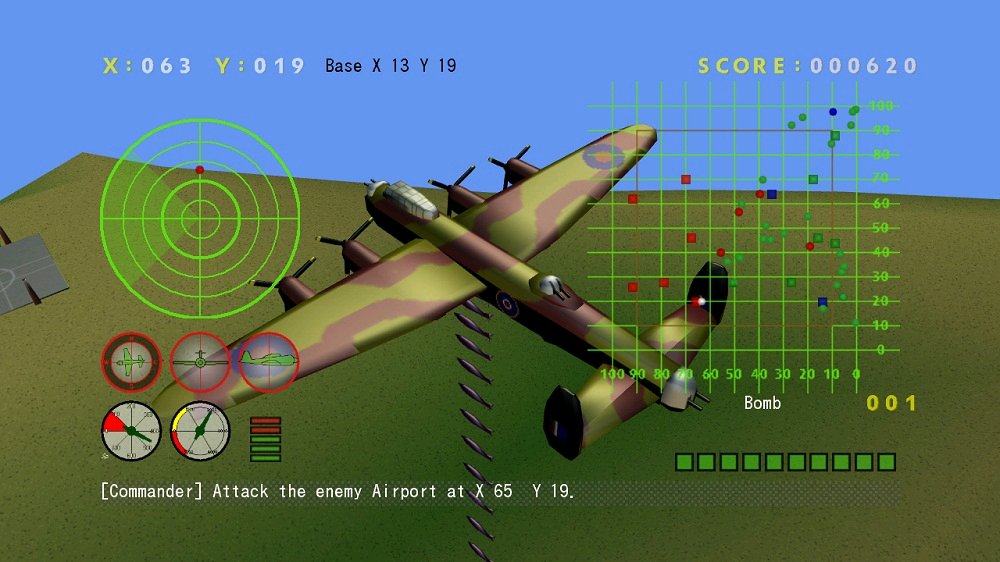 X:063 Y:019 Base X 13 Y 19 SCORE:000620
100
90
80
70
60
50
40
30
20
10
0
100 90 80 70 60 50 40 30 20 10 0
Bomb 001
[Commander] Attack the enemy Airport at X 65 Y 19.